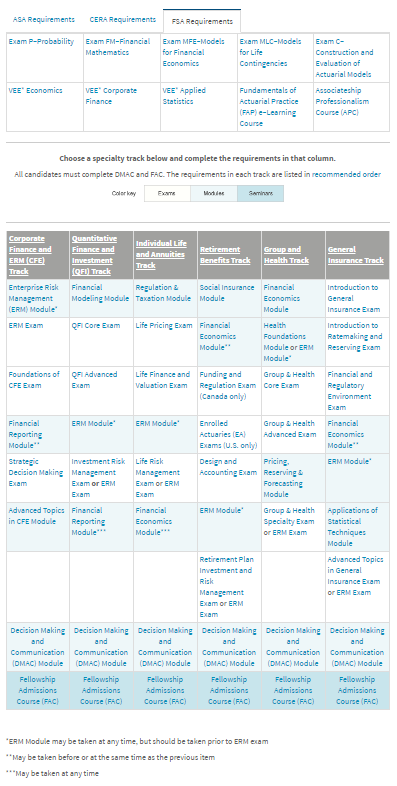 ASA Requirements CERA Requirements FSA Requirements
Exam P–Probability Exam FM–Financial Exam MFE–Models Exam MLC–Models Exam C–
Mathematics for Financial for Life Construction and
Economics Contingencies Evaluation of
Actuarial Models
VEE* Economics VEE* Corporate VEE* Applied Fundamentals of Associateship
Finance Statistics Actuarial Practice Professionalism
(FAP) e–Learning Course (APC)
Course
Choose a specialty track below and complete the requirements in that column.
All candidates must complete DMAC and FAC. The requirements in each track are listed in recommended order
Color key Exams Modules Seminars
Corporate Quantitative Individual Life Retirement Group and General
Finance and Finance and and Annuities Benefits Track Health Track Insurance Track
ERM (CFE) Investment Track
Track (QFI) Track
Enterprise Risk Financial Regulation & Social Insurance Financial Introduction to
Management Modeling Module Taxation Module Module Economics General
(ERM) Module* Module Insurance Exam
ERM Exam QFI Core Exam Life Pricing Exam Financial Health Introduction to
Economics Foundations Ratemaking and
Module** Module or ERM Reserving Exam
Module*
Foundations of QFI Advanced Life Finance and Funding and Group & Health Financial and
CFE Exam Exam Valuation Exam Regulation Exam Core Exam Regulatory
(Canada only) Environment
Exam
Financial ERM Module* ERM Module* Enrolled Group & Health Financial
Reporting Actuaries (EA) Advanced Exam Economics
Module** Exams (U.S. only) Module**
Strategic Investment Risk Life Risk Design and Pricing, ERM Module*
Decision Making Management Management Accounting Exam Reserving &
Exam Exam or ERM Exam or ERM Forecasting
Exam Exam Module
Advanced Topics Financial Financial ERM Module* Group & Health Applications of
in CFE Module Reporting Economics Specialty Exam Statistical
Module*** Module*** or ERM Exam Techniques
Module
Retirement Plan Advanced Topics
Investment and in General
Risk Insurance Exam
Management or ERM Exam
Exam or ERM
Exam
Decision Making Decision Making Decision Making Decision Making Decision Making Decision Making
and and and and and and
Communication Communication Communication Communication Communication Communication
(DMAC) Module (DMAC) Module (DMAC) Module (DMAC) Module (DMAC) Module (DMAC) Module
Fellowship Fellowship Fellowship Fellowship Fellowship Fellowship
Admissions Admissions Admissions Admissions Admissions Admissions
Course (FAC) Course (FAC) Course (FAC) Course (FAC) Course (FAC) Course (FAC)
*ERM Module may be taken at any time, but should be taken prior to ERM exam
**May be taken before or at the same time as the previous item
***May be taken at any time